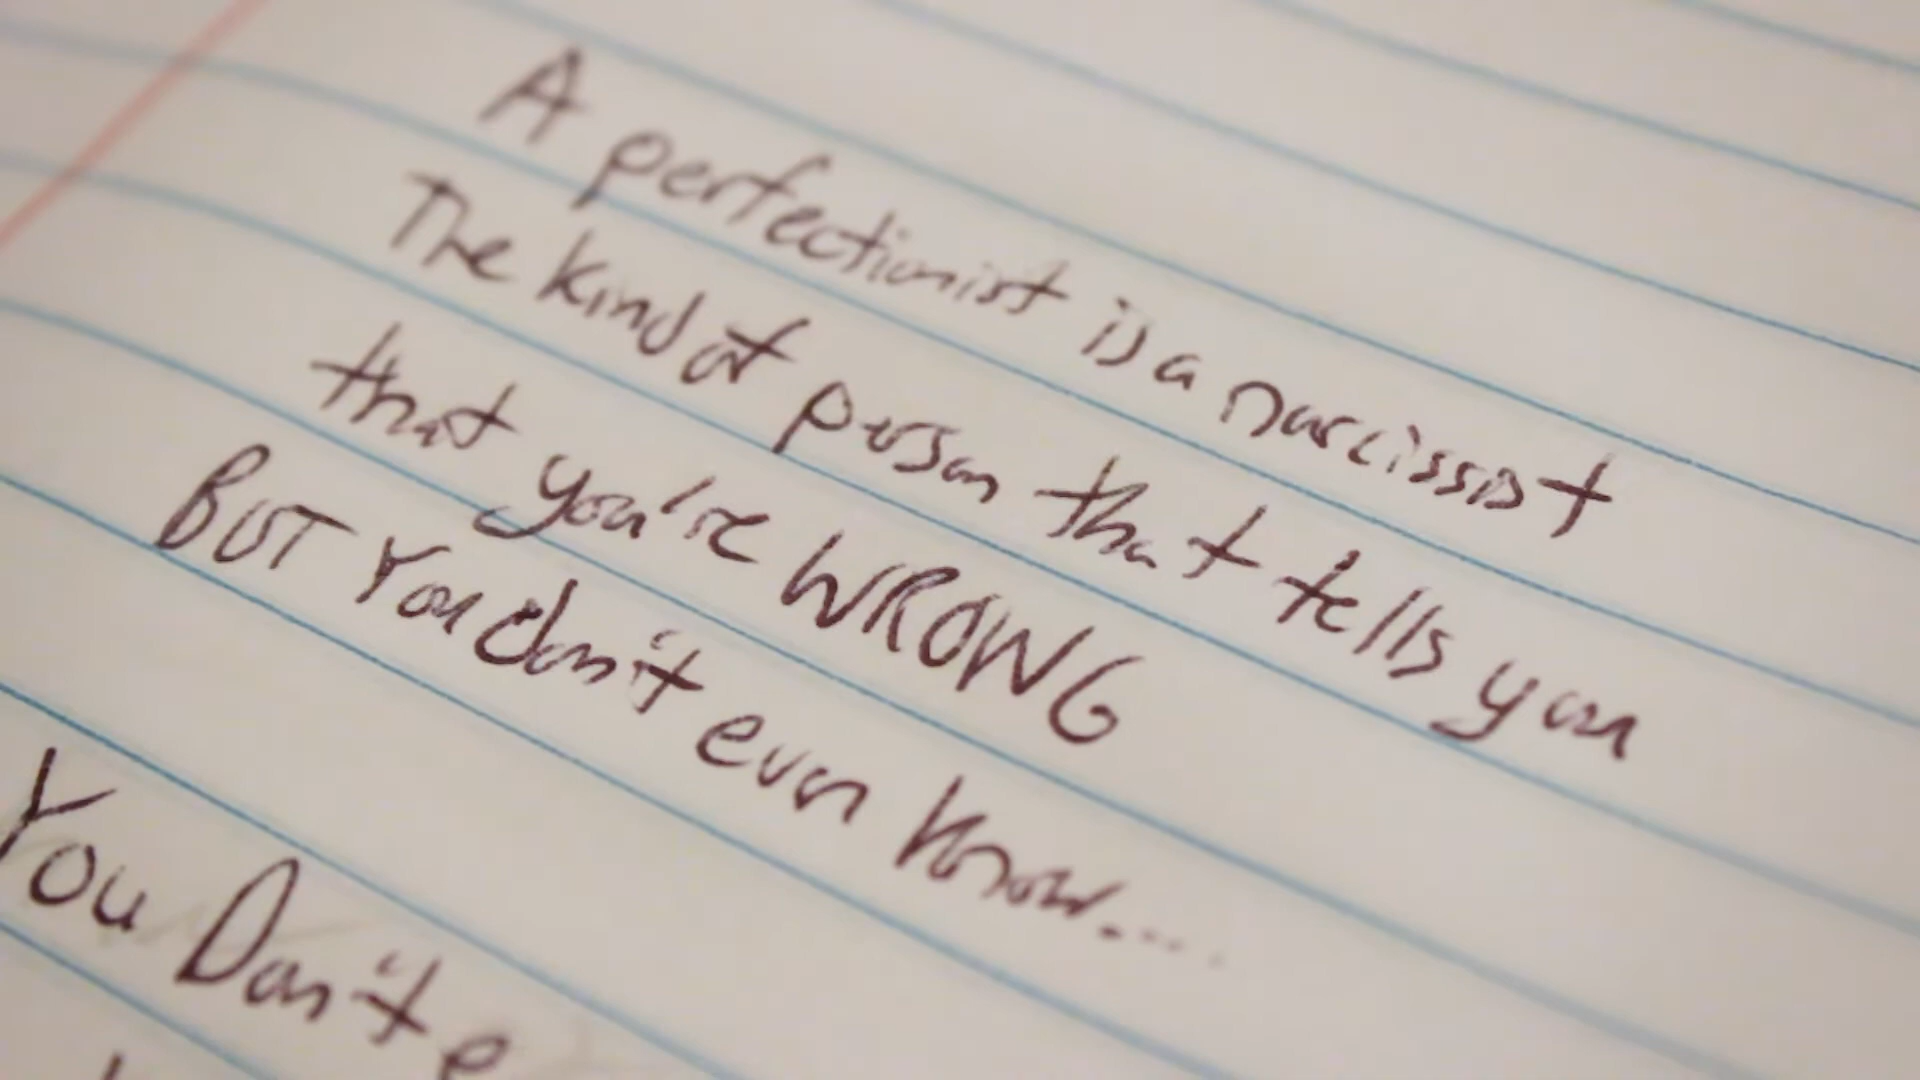 A perfectionist is a narcissist
The kind of person that tells you
that you're WRONG
BUT You don't even know....
You Don't e